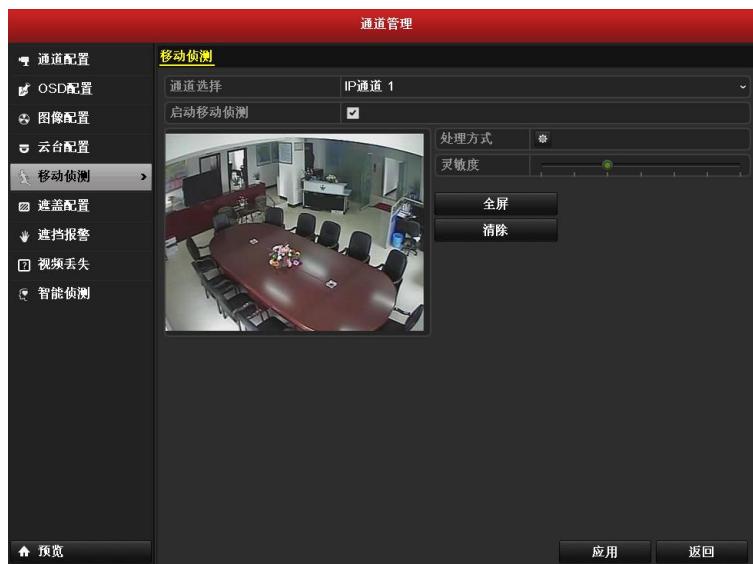 通道管理
通道配置
OSD配置
图像配置
云台配置
移动侦测
遮盖配置
遮挡报警
视频丢失
智能侦测
预览
移动侦测
通道选择 IP通道 1
启动移动侦测
处理方式
灵敏度
全屏
清除
应用 返回